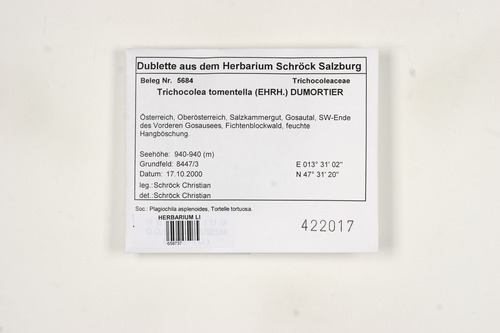 Dublette aus dem Herbarium Schröck Salzburg
Beleg Nr. 5684 Trichocoleaceae
Trichocolea tomentella (EHRH.) DUMORTIER
Österreich, Oberösterreich, Salzkammergut, Gosautal, SW-Ende
des Vorderen Gosausees, Fichtenblockwald, feuchte
Hangböschung.
Seehöhe: 940-940 (m)
Grundfeld: 8447/3 E 013° 31' 02"
Datum: 17.10.2000 N 47° 31' 20"
leg.: Schröck Christian
det.: Schröck Christian
Soc.: Plagiochila asplenoides, Tortelle tortuosa.
HERBARIUM LI
658737
422017